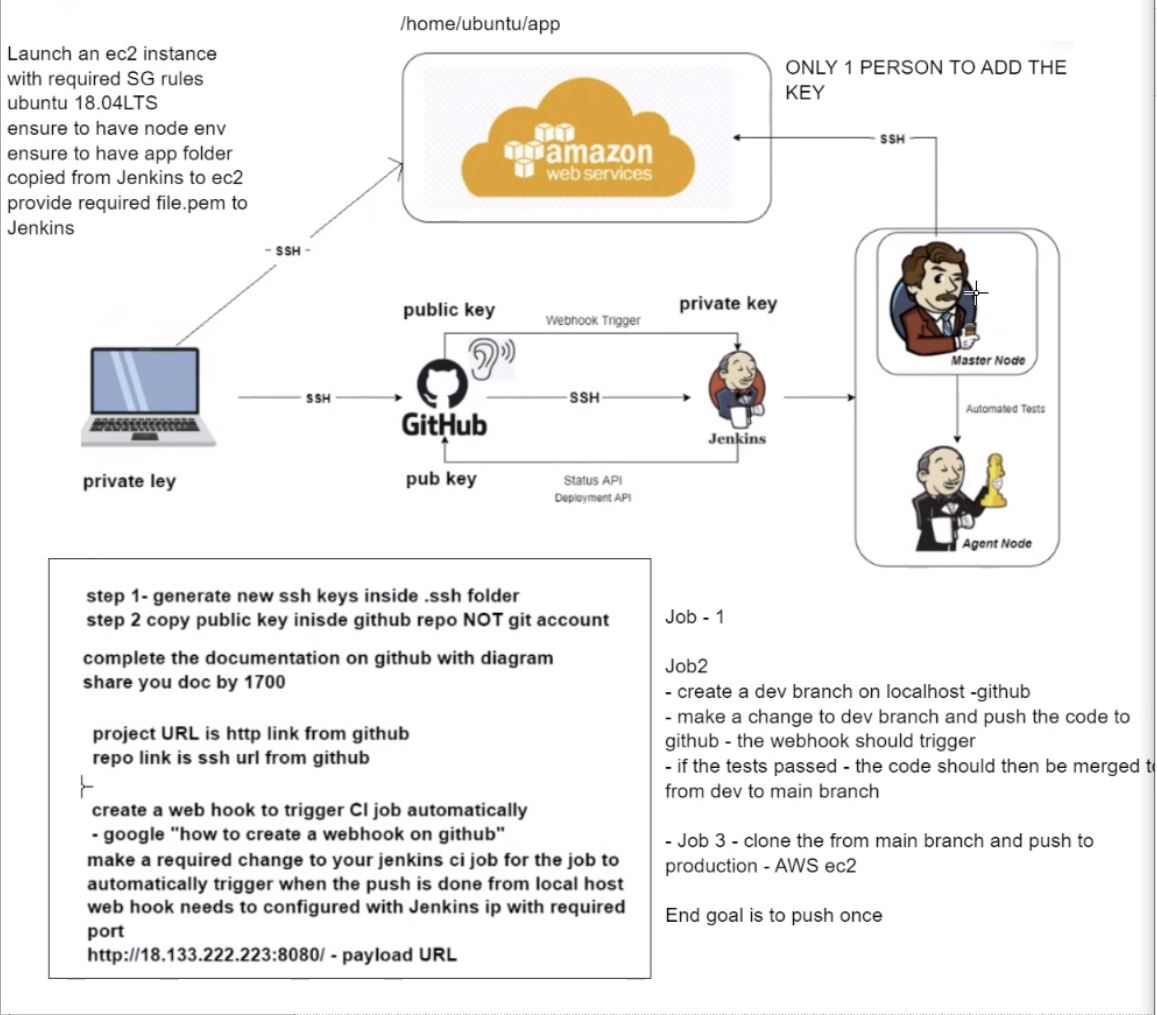 /home/ubuntu/app
Launch an ec2 instance
with required SG rules
ubuntu 18.04LTS
ensure to have node env
ensure to have app folder
copied from Jenkins to ec2
provide required file.pem to
Jenkins
amazon
web services
ONLY 1 PERSON TO ADD THE
KEY
SSH
- SSH -
public key
Webhook Trigger
private key
Master Node
SSH
GitHub
SSH
Jenkins
Automated Tests
private ley
pub key
Status API
Deployment API
Agent Node
step 1- generate new ssh keys inside .ssh folder
step 2 copy public key inisde github repo NOT git account
complete the documentation on github with diagram
share you doc by 1700
project URL is http link from github
repo link is ssh url from github
create a web hook to trigger CI job automatically
- google "how to create a webhook on github"
make a required change to your jenkins ci job for the job to
automatically trigger when the push is done from local host
web hook needs to configured with Jenkins ip with required
port
http://18.133.222.223:8080/ - payload URL
Job - 1
Job2
- create a dev branch on localhost -github
- make a change to dev branch and push the code to
github - the webhook should trigger
- if the tests passed - the code should then be merged to
from dev to main branch
- Job 3 - clone the from main branch and push to
production - AWS ec2
End goal is to push once